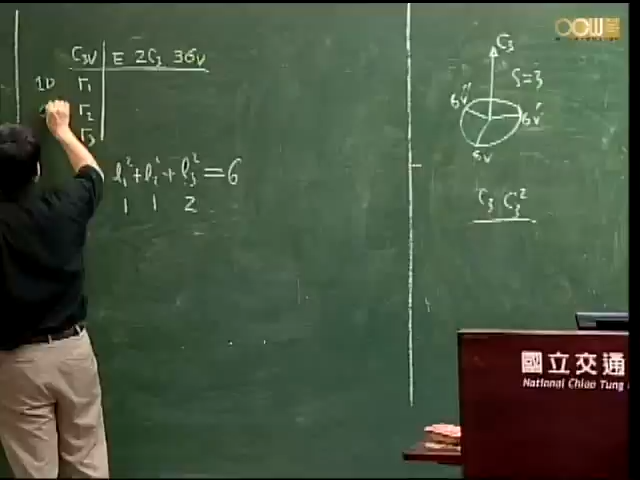 C3V E 2C3 3σv
1D Γ1
Γ2
Γ3
l1² + l2² + l3² = 6
1 1 2
C3
S=3
σv'' σv'
σv
C3 C3²
OCW
國立交通
National Chiao Tung